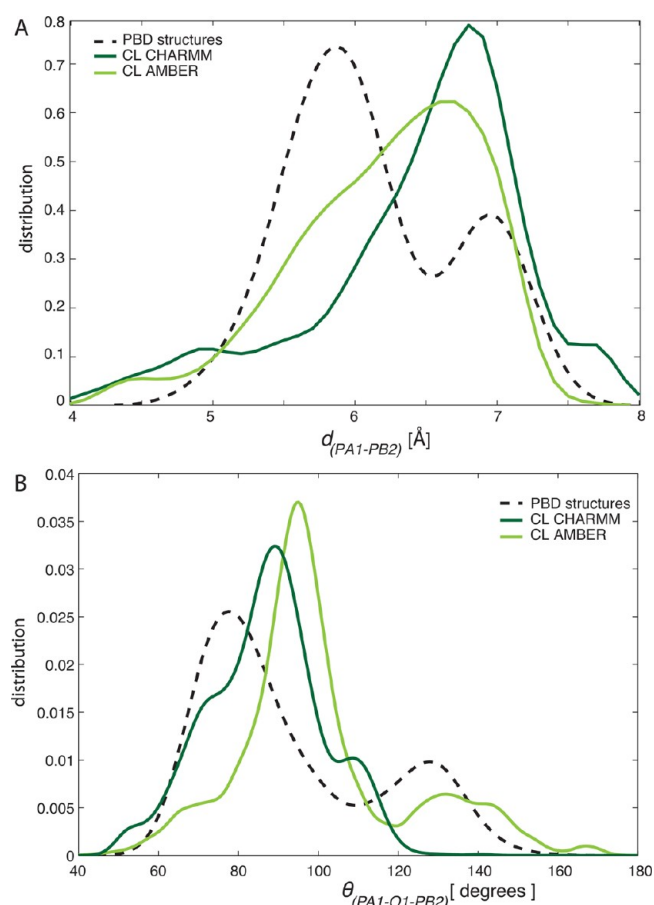 A
0.8
0.7
0.6
0.5
0.4
0.3
0.2
0.1
0
distribution
PBD structures
CL CHARMM
CL AMBER
4 5 6 7 8
d(PA1-PB2) [Å]
B
0.04
0.035
0.03
0.025
0.02
0.015
0.01
0.005
0
distribution
PBD structures
CL CHARMM
CL AMBER
40 60 80 100 120 140 160 180
θ(PA1-O1-PB2)[ degrees ]